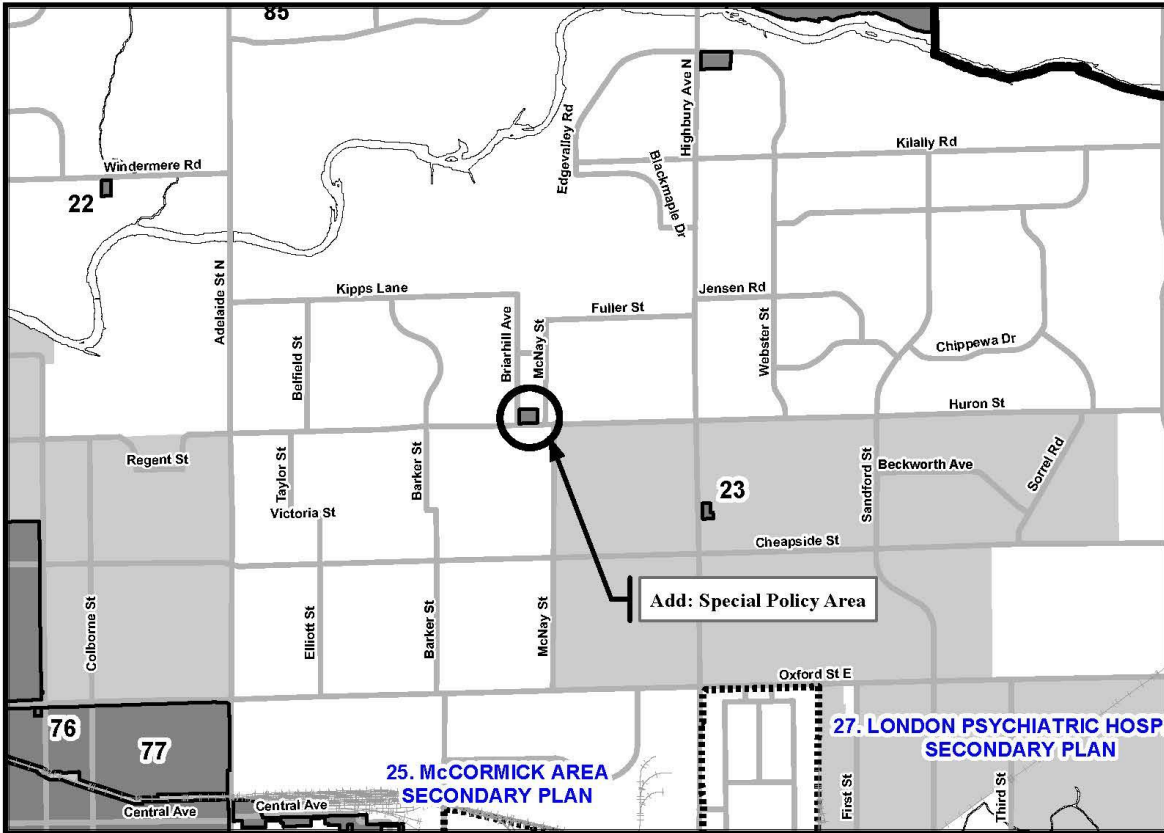 85
Highbury Ave N
Edgevalley Rd
Blackmaple Dr
Kilally Rd
Windermere Rd
22
Adelaide St N
Kipps Lane
Jensen Rd
Fuller St
Belfield St
Briarhill Ave
McNay St
Webster St
Chippewa Dr
Huron St
Regent St
Taylor St
Barker St
Victoria St
23
Sandford St
Beckworth Ave
Sorrel Rd
Cheapside St
Add: Special Policy Area
Colborne St
Elliott St
Barker St
McNay St
Oxford St E
76
77
27. LONDON PSYCHIATRIC HOSP
SECONDARY PLAN
25. McCORMICK AREA
SECONDARY PLAN
First St
Third St
Central Ave
Central Ave